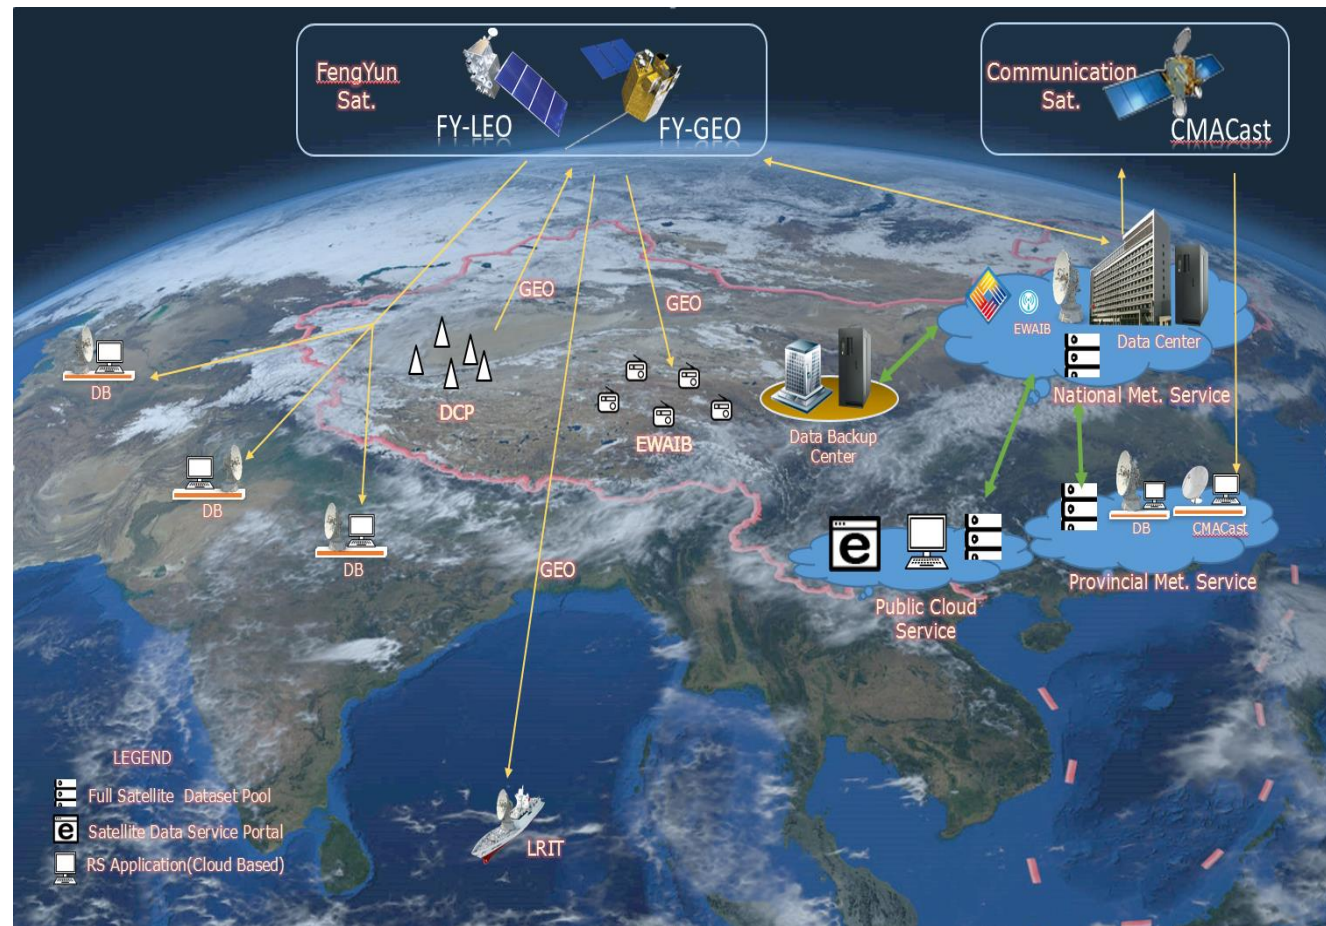 FengYun
Sat.
FY-LEO
FY-GEO
Communication
Sat.
CMACast
GEO
GEO
EWAIB
Data Center
DB
DCP
EWAIB
National Met. Service
Data Backup
Center
DB
DB
DB
CMACast
GEO
Provincial Met. Service
Public Cloud
Service
LEGEND
Full Satellite Dataset Pool
e
Satellite Data Service Portal
RS Application(Cloud Based)
LRIT
e